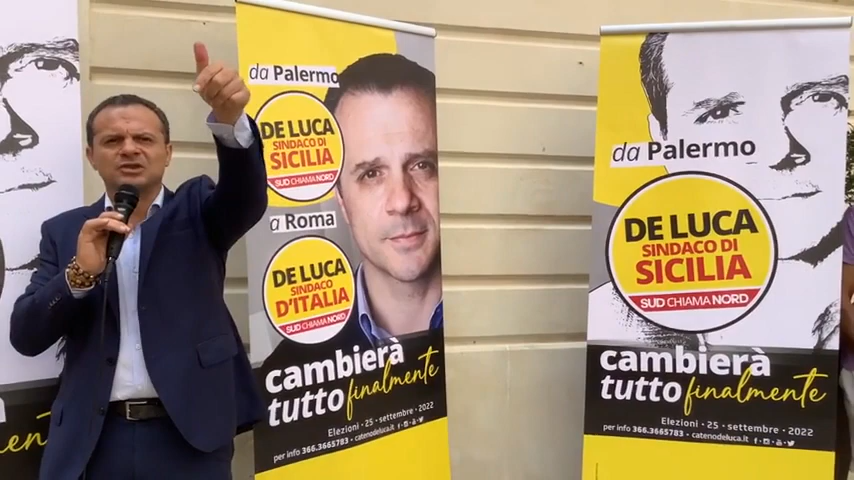 da Palermo
DE LUCA
SINDACO DI
SICILIA
SUD CHIAMA NORD
a Roma
DE LUCA
SINDACO
D'ITALIA
SUD CHIAMA NORD
cambierà
tutto finalmente
Elezioni • 25 • settembre • 2022
per info 366.3665783 • catenodeluca.it
da Palermo
DE LUCA
SINDACO DI
SICILIA
SUD CHIAMA NORD
cambierà
tutto finalmente
Elezioni • 25 • settembre • 2022
per info 366.3665783 • catenodeluca.it
ente